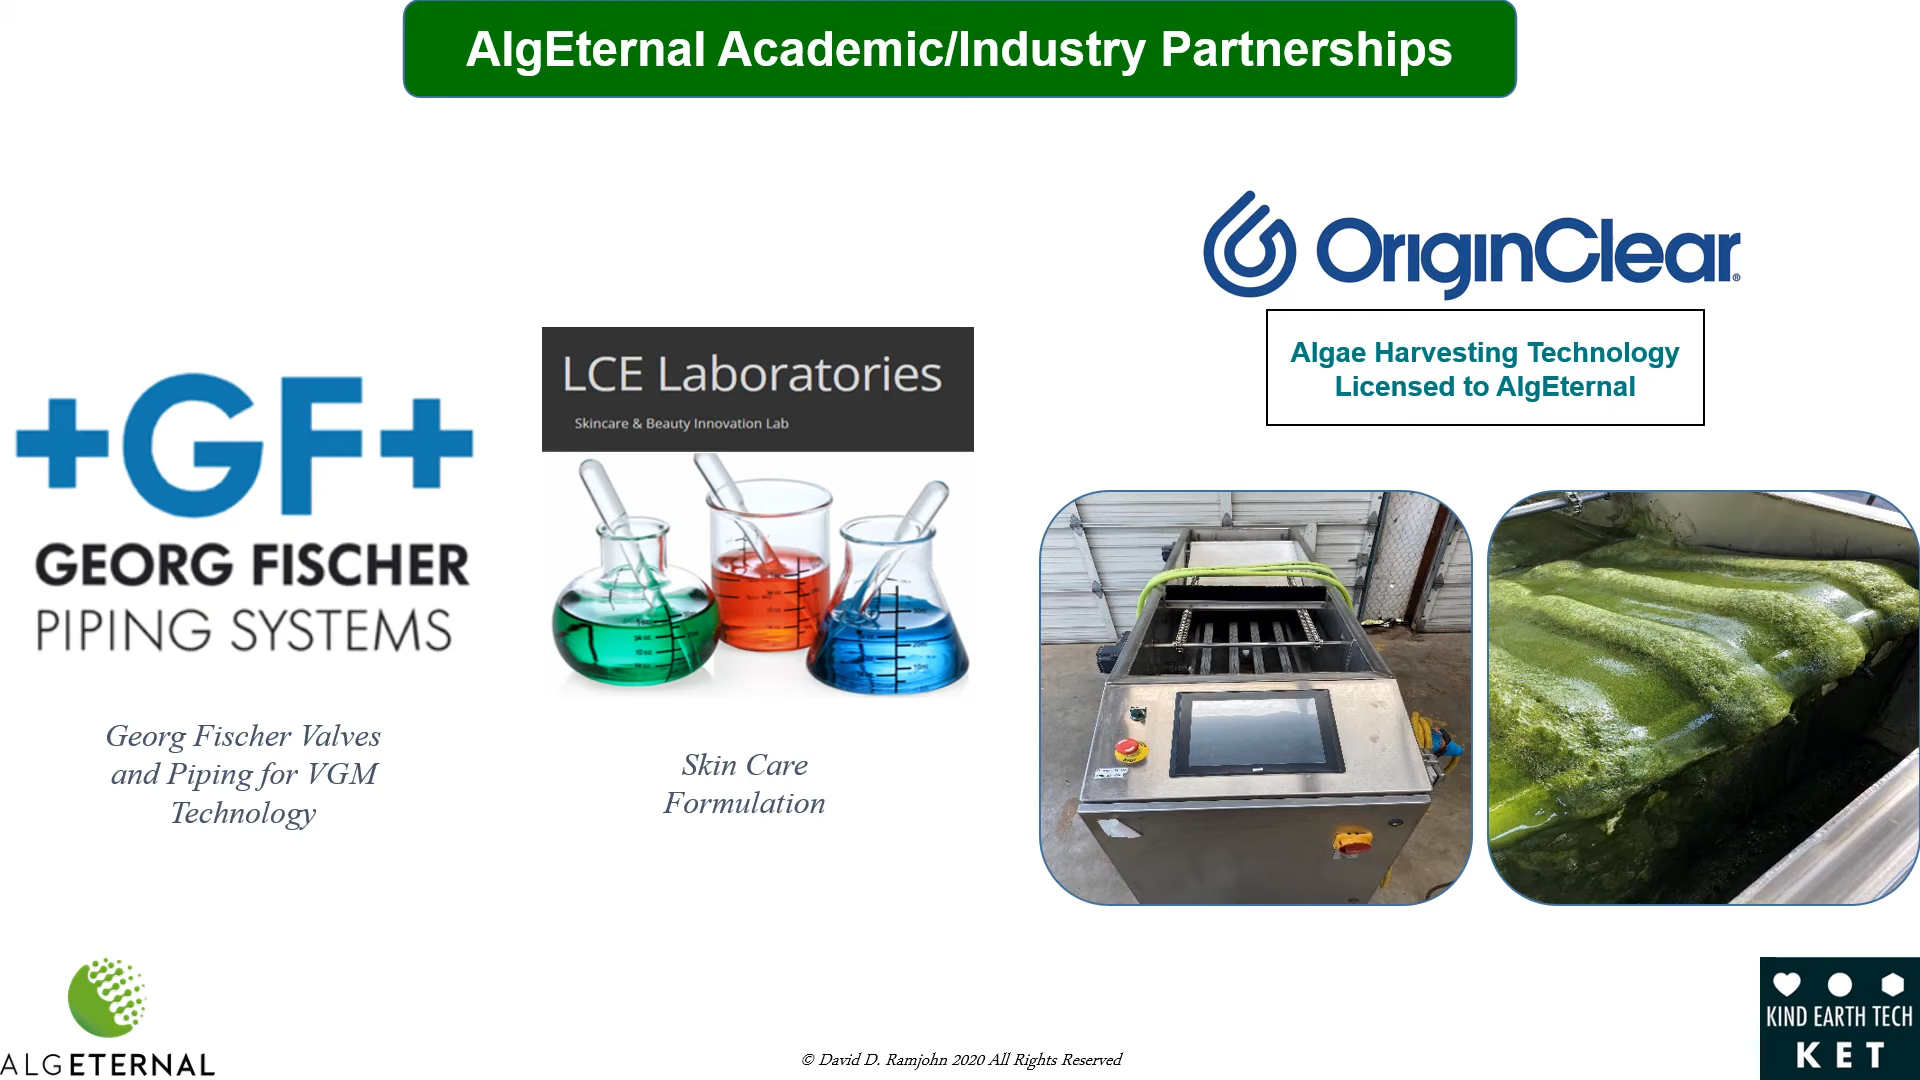 AlgEternal Academic/Industry Partnerships
OriginClear®
Algae Harvesting Technology
Licensed to AlgEternal
LCE Laboratories
Skincare & Beauty Innovation Lab
+GF+
GEORG FISCHER
PIPING SYSTEMS
Georg Fischer Valves
and Piping for VGM
Technology
Skin Care
Formulation
ALGETERNAL
© David D. Ramjohn 2020 All Rights Reserved
KIND EARTH TECH
KET